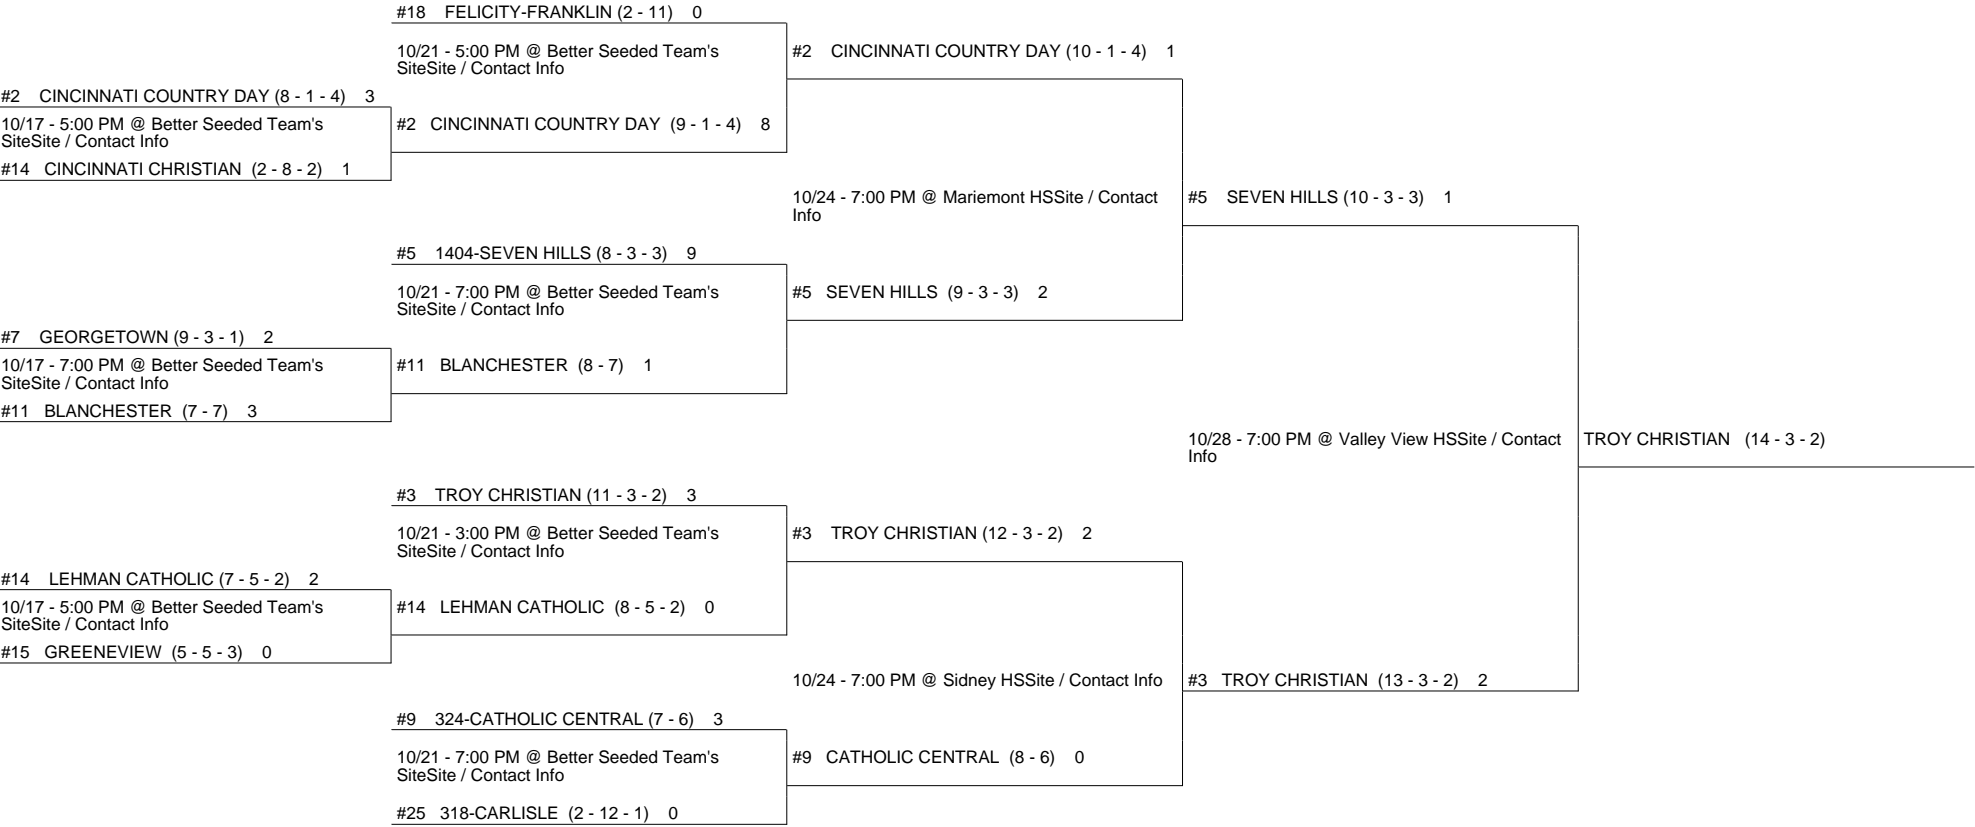 #18 FELICITY-FRANKLIN (2 - 11) 0
10/21 - 5:00 PM @ Better Seeded Team's
SiteSite / Contact Info
#2 CINCINNATI COUNTRY DAY (10 - 1 - 4) 1
#2 CINCINNATI COUNTRY DAY (8 - 1 - 4) 3
10/17 - 5:00 PM @ Better Seeded Team's
SiteSite / Contact Info
#2 CINCINNATI COUNTRY DAY (9 - 1 - 4) 8
#14 CINCINNATI CHRISTIAN (2 - 8 - 2) 1
10/24 - 7:00 PM @ Mariemont HSSite / Contact
Info
#5 SEVEN HILLS (10 - 3 - 3) 1
#5 1404-SEVEN HILLS (8 - 3 - 3) 9
10/21 - 7:00 PM @ Better Seeded Team's
SiteSite / Contact Info
#5 SEVEN HILLS (9 - 3 - 3) 2
#7 GEORGETOWN (9 - 3 - 1) 2
10/17 - 7:00 PM @ Better Seeded Team's
SiteSite / Contact Info
#11 BLANCHESTER (8 - 7) 1
#11 BLANCHESTER (7 - 7) 3
10/28 - 7:00 PM @ Valley View HSSite / Contact
Info
TROY CHRISTIAN (14 - 3 - 2)
#3 TROY CHRISTIAN (11 - 3 - 2) 3
10/21 - 3:00 PM @ Better Seeded Team's
SiteSite / Contact Info
#3 TROY CHRISTIAN (12 - 3 - 2) 2
#14 LEHMAN CATHOLIC (7 - 5 - 2) 2
10/17 - 5:00 PM @ Better Seeded Team's
SiteSite / Contact Info
#14 LEHMAN CATHOLIC (8 - 5 - 2) 0
#15 GREENEVIEW (5 - 5 - 3) 0
10/24 - 7:00 PM @ Sidney HSSite / Contact Info
#3 TROY CHRISTIAN (13 - 3 - 2) 2
#9 324-CATHOLIC CENTRAL (7 - 6) 3
10/21 - 7:00 PM @ Better Seeded Team's
SiteSite / Contact Info
#9 CATHOLIC CENTRAL (8 - 6) 0
#25 318-CARLISLE (2 - 12 - 1) 0